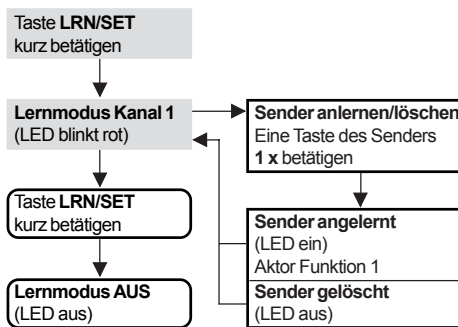 Taste LRN/SET
kurz betätigen
Lernmodus Kanal 1
(LED blinkt rot)
Taste LRN/SET
kurz betätigen
Lernmodus AUS
(LED aus)
Sender anlernen/löschen
Eine Taste des Senders
1 x betätigen
Sender angelernt
(LED ein)
Aktor Funktion 1
Sender gelöscht
(LED aus)